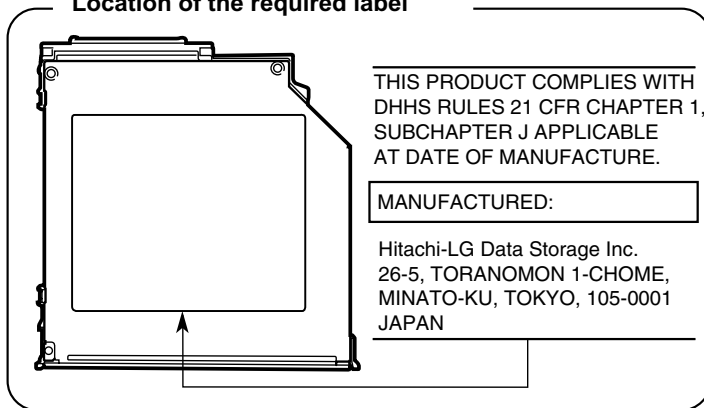 Location of the required label
THIS PRODUCT COMPLIES WITH
DHHS RULES 21 CFR CHAPTER 1,
SUBCHAPTER J APPLICABLE
AT DATE OF MANUFACTURE.
MANUFACTURED:
Hitachi-LG Data Storage Inc.
26-5, TORANOMON 1-CHOME,
MINATO-KU, TOKYO, 105-0001
JAPAN